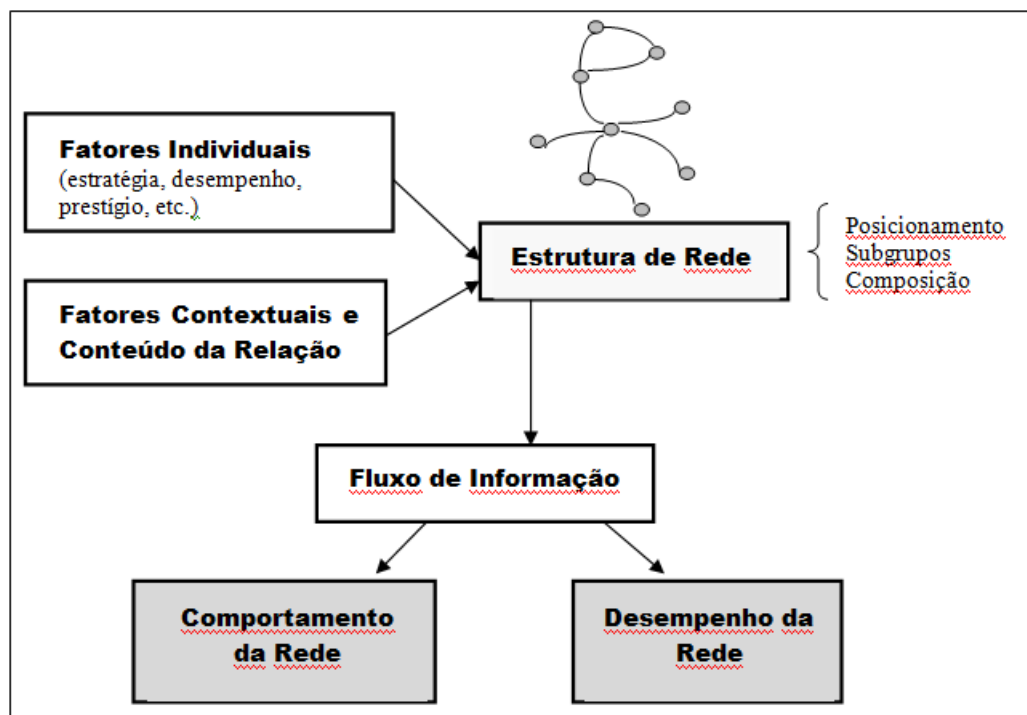 Fatores Individuais
(estratégia, desempenho,
prestígio, etc.)
Estrutura de Rede
Posicionamento
Subgrupos
Composição
Fatores Contextuais e
Conteúdo da Relação
Fluxo de Informação
Comportamento
da Rede
Desempenho da
Rede